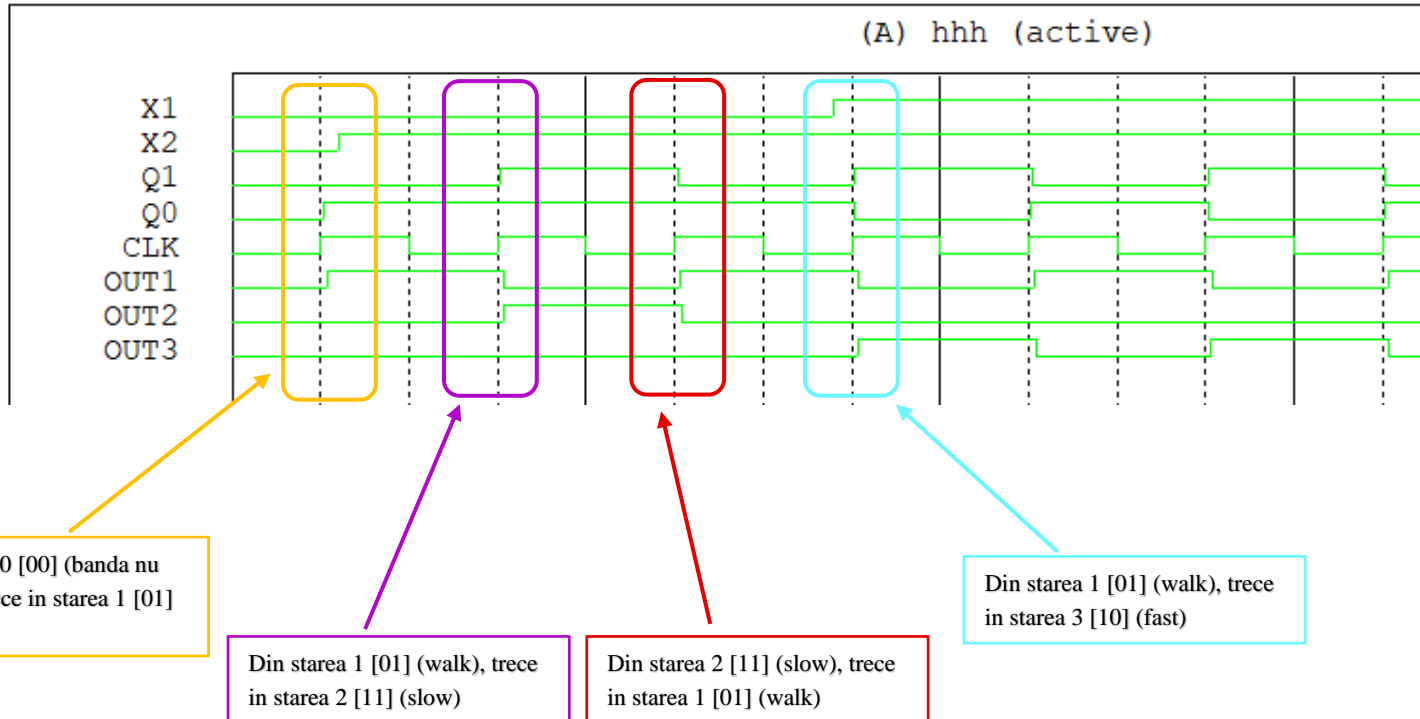 (A) hhh (active)
X1
X2
Q1
Q0
CLK
OUT1
OUT2
OUT3
0 [00] (banda nu
in starea 1 [01]
Din starea 1 [01] (walk), trece
in starea 2 [11] (slow)
Din starea 2 [11] (slow), trece
in starea 1 [01] (walk)
Din starea 1 [01] (walk), trece
in starea 3 [10] (fast)